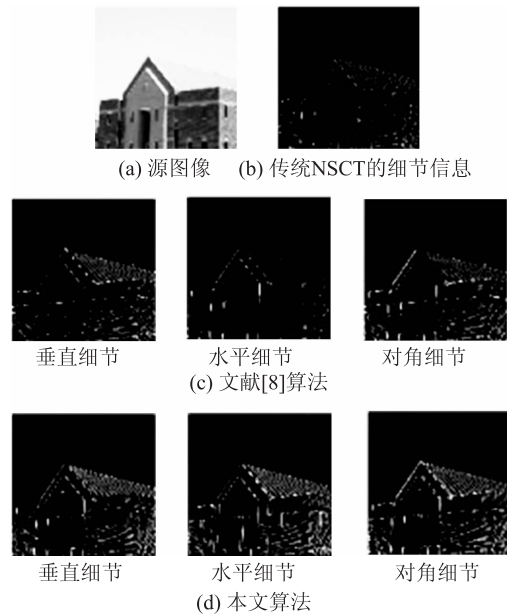 (a) 源图像 (b) 传统NSCT的细节信息
垂直细节 水平细节 对角细节
(c) 文献[8]算法
垂直细节 水平细节 对角细节
(d) 本文算法